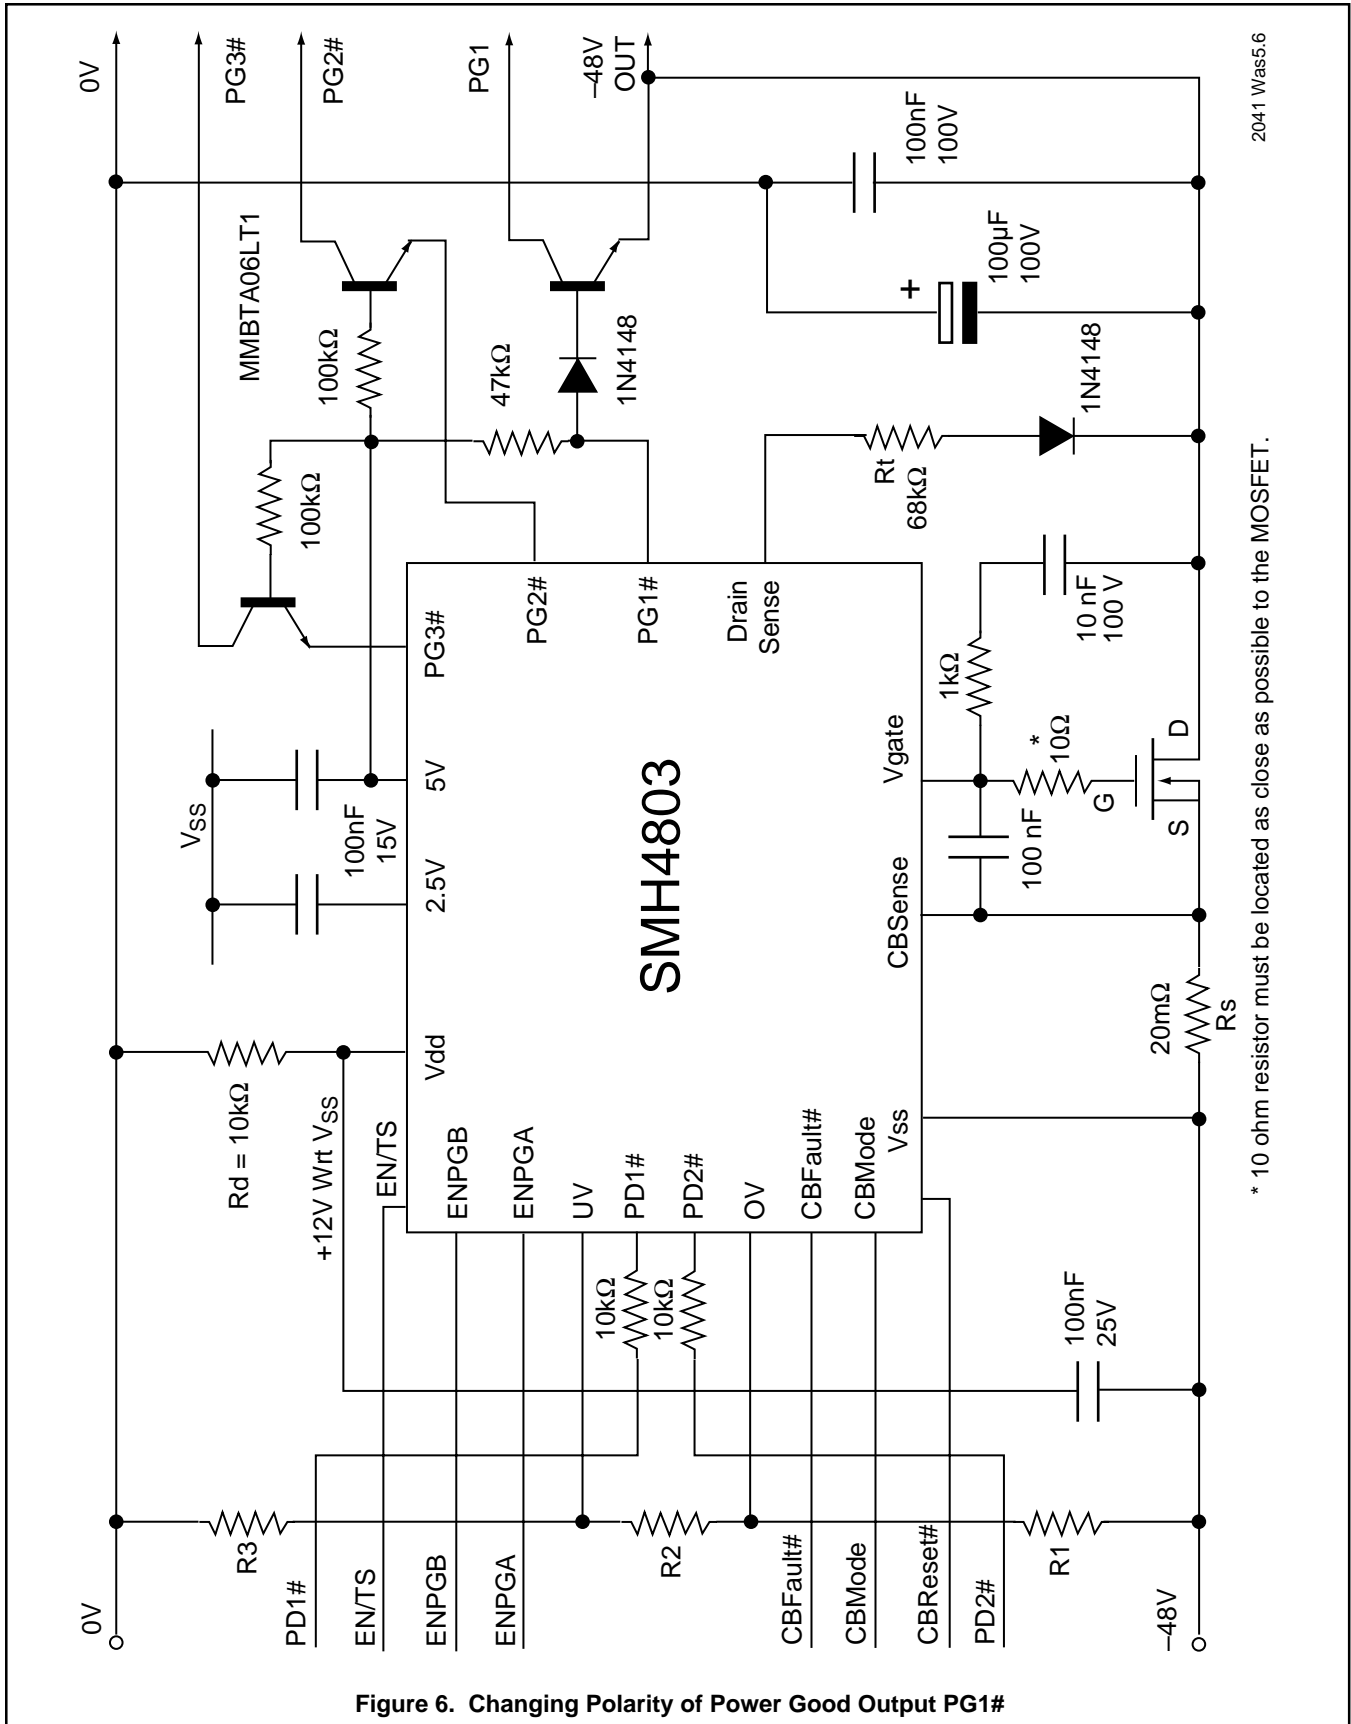 0V
PG3#
PG2#
PG1
–48V
OUT
2041 Was5.6
MMBTA06LT1
100kΩ
47kΩ
1N4148
100nF
100V
100µF
100V
+
1N4148
100kΩ
Rt
68kΩ
10 nF
100 V
1kΩ
*
10Ω
G
D
S
100 nF
VSS
100nF
15V
PG3#
PG2#
PG1#
Drain
Sense
5V
2.5V
Vgate
CBSense
SMH4803
Vdd
Vss
EN/TS
ENPGB
ENPGA
UV
PD1#
PD2#
OV
CBFault#
CBMode
Rd = 10kΩ
+12V Wrt VSS
20mΩ
Rs
10kΩ
10kΩ
100nF
25V
R3
R2
R1
0V
PD1#
EN/TS
ENPGB
ENPGA
CBFault#
CBMode
CBReset#
PD2#
–48V
* 10 ohm resistor must be located as close as possible to the MOSFET.
Figure 6. Changing Polarity of Power Good Output PG1#